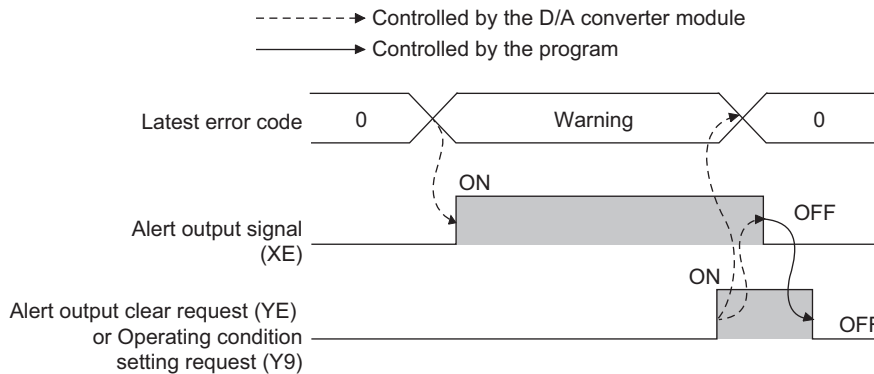 Controlled by the D/A converter module
Controlled by the program
Latest error code
0
Warning
0
ON
Alert output signal
(XE)
OFF
ON
Alert output clear request (YE)
or Operating condition
setting request (Y9)
OFF